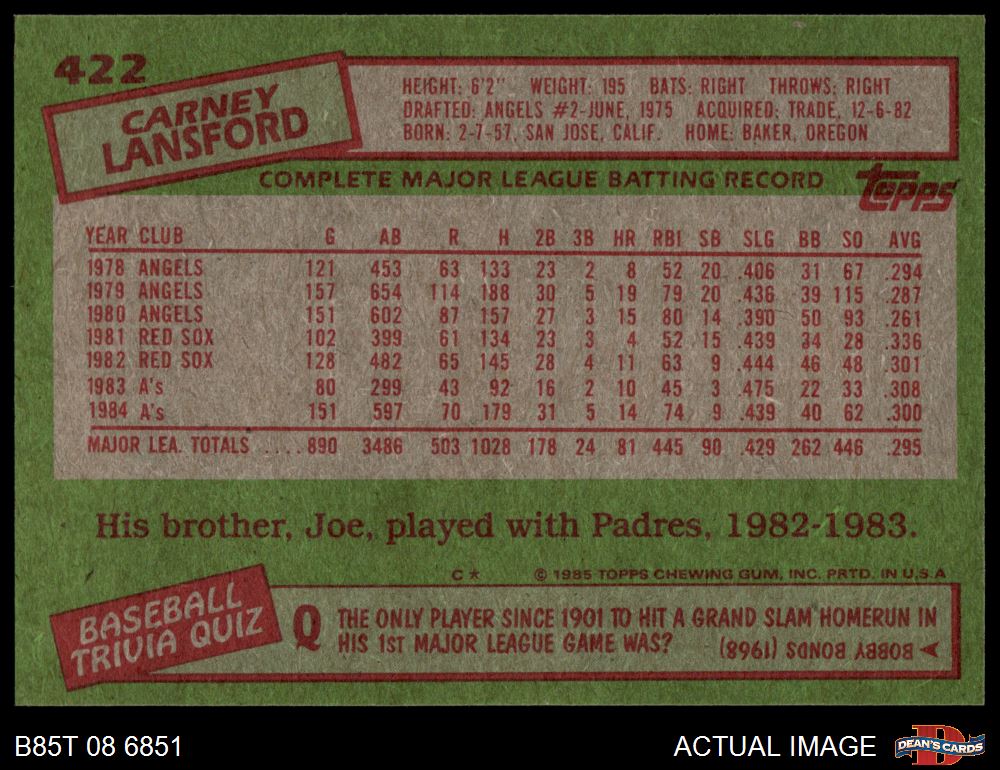 422
CARNEY
LANSFORD
HEIGHT: 6'2" WEIGHT: 195 BATS: RIGHT THROWS: RIGHT
DRAFTED: ANGELS #2-JUNE, 1975 ACQUIRED: TRADE, 12-6-82
BORN: 2-7-57, SAN JOSE, CALIF. HOME: BAKER, OREGON
COMPLETE MAJOR LEAGUE BATTING RECORD
Topps
YEAR CLUB G AB R H 2B 3B HR RBI SB SLG BB SO AVG
1978 ANGELS 121 453 63 133 23 2 8 52 20 .406 31 67 .294
1979 ANGELS 157 654 114 188 30 5 19 79 20 .436 39 115 .287
1980 ANGELS 151 602 87 157 27 3 15 80 14 .390 50 93 .261
1981 RED SOX 102 399 61 134 23 3 4 52 15 .439 34 28 .336
1982 RED SOX 128 482 65 145 28 4 11 63 9 .444 46 48 .301
1983 A's 80 299 43 92 16 2 10 45 3 .475 22 33 .308
1984 A's 151 597 70 179 31 5 14 74 9 .439 40 62 .300
MAJOR LEA. TOTALS ....890 3486 503 1028 178 24 81 445 90 .429 262 446 .295
His brother, Joe, played with Padres, 1982-1983.
C* © 1985 TOPPS CHEWING GUM, INC. PRTD. IN U.S.A
BASEBALL
TRIVIA QUIZ
Q THE ONLY PLAYER SINCE 1901 TO HIT A GRAND SLAM HOMERUN IN
HIS 1ST MAJOR LEAGUE GAME WAS?
BOBBY BONDS (1968)
B85T 08 6851
ACTUAL IMAGE
DEAN'S CARDS